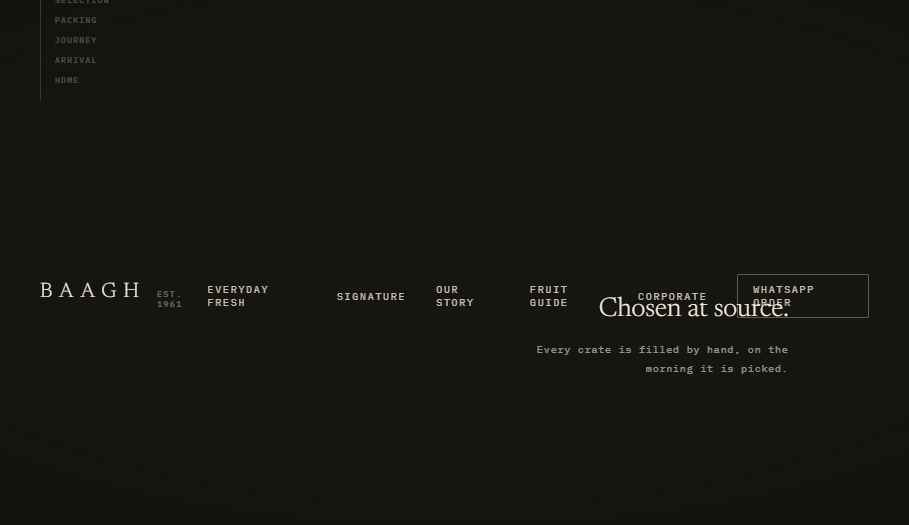 SELECTION
PACKING
JOURNEY
ARRIVAL
HOME
BAAGH
EST. 1961
EVERYDAY FRESH
SIGNATURE
OUR STORY
FRUIT GUIDE
CORPORATE
WHATSAPP ORDER
Chosen at source.
Every crate is filled by hand, on the
morning it is picked.